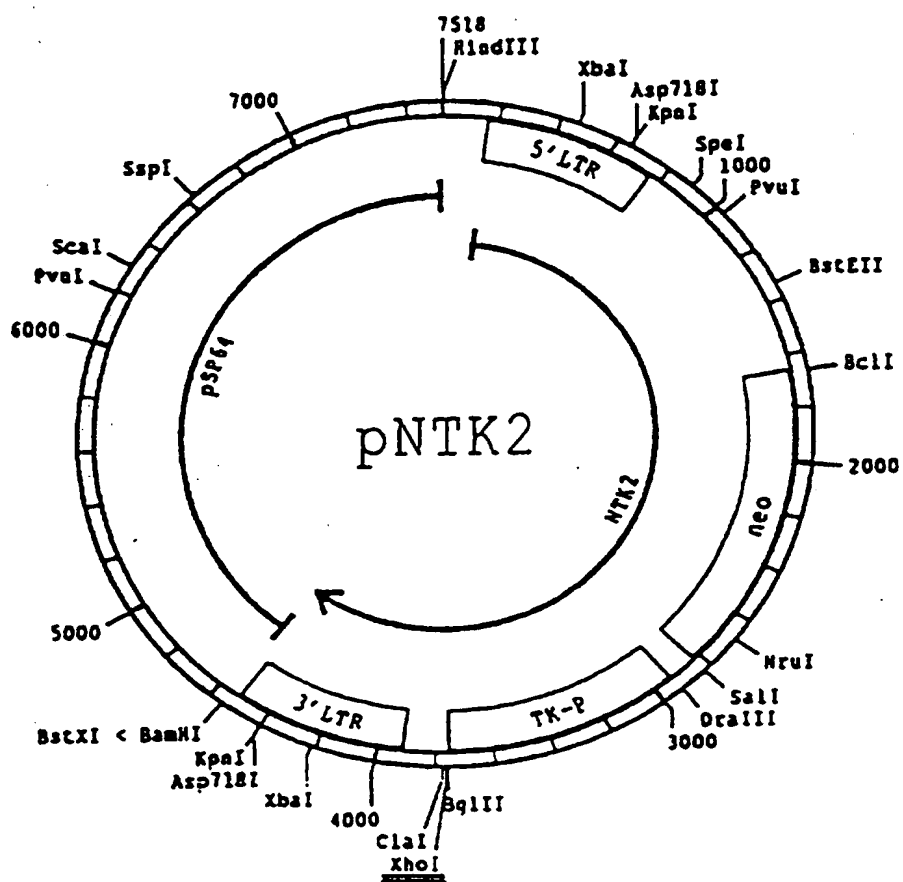 7518
RindIII
XbaI
Asp718I
KpnI
SpeI
1000
PvuI
BstEII
BclI
2000
NruI
SalI
DraIII
3000
BglII
ClaI
XhoI
4000
XbaI
Asp718I
KpnI
BstXI < BamHI
5000
6000
PvuI
ScaI
SspI
7000
5'LTR
neo
TK-P
3'LTR
pSP64
NTK2
pNTK2